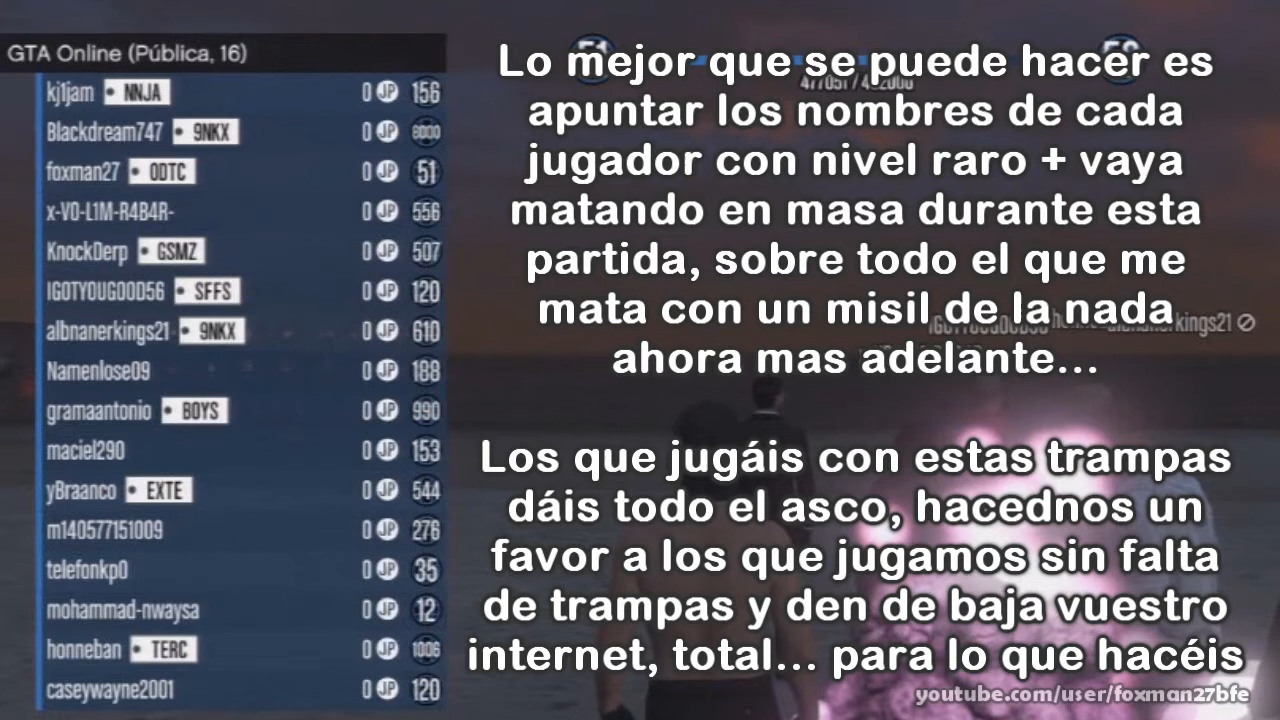 GTA Online (Pública, 16)
kj1jam • NNJA 0 JP 156
Blackdream747 • 9NKX 0 JP 8000
foxman27 • ODTC 0 JP 51
x-V0-L1M-R4B4R- 0 JP 556
KnockDerp • GSMZ 0 JP 507
IGOTYOUGOOD56 • SFFS 0 JP 120
albnanerkings21 • 9NKX 0 JP 610
Namenlose09 0 JP 188
gramaantonio • BOYS 0 JP 990
maciel290 0 JP 153
yBraanco • EXTE 0 JP 544
m140577151009 0 JP 276
telefonkp0 0 JP 35
mohammad-nwaysa 0 JP 12
honneban • TERC 0 JP 1006
caseywayne2001 0 JP 120
Lo mejor que se puede hacer es
apuntar los nombres de cada
jugador con nivel raro + vaya
matando en masa durante esta
partida, sobre todo el que me
mata con un misil de la nada
ahora mas adelante...
albnanerkings21
Los que jugáis con estas trampas
dáis todo el asco, hacednos un
favor a los que jugamos sin falta
de trampas y den de baja vuestro
internet, total... para lo que hacéis
youtube.com/user/foxman27bfe